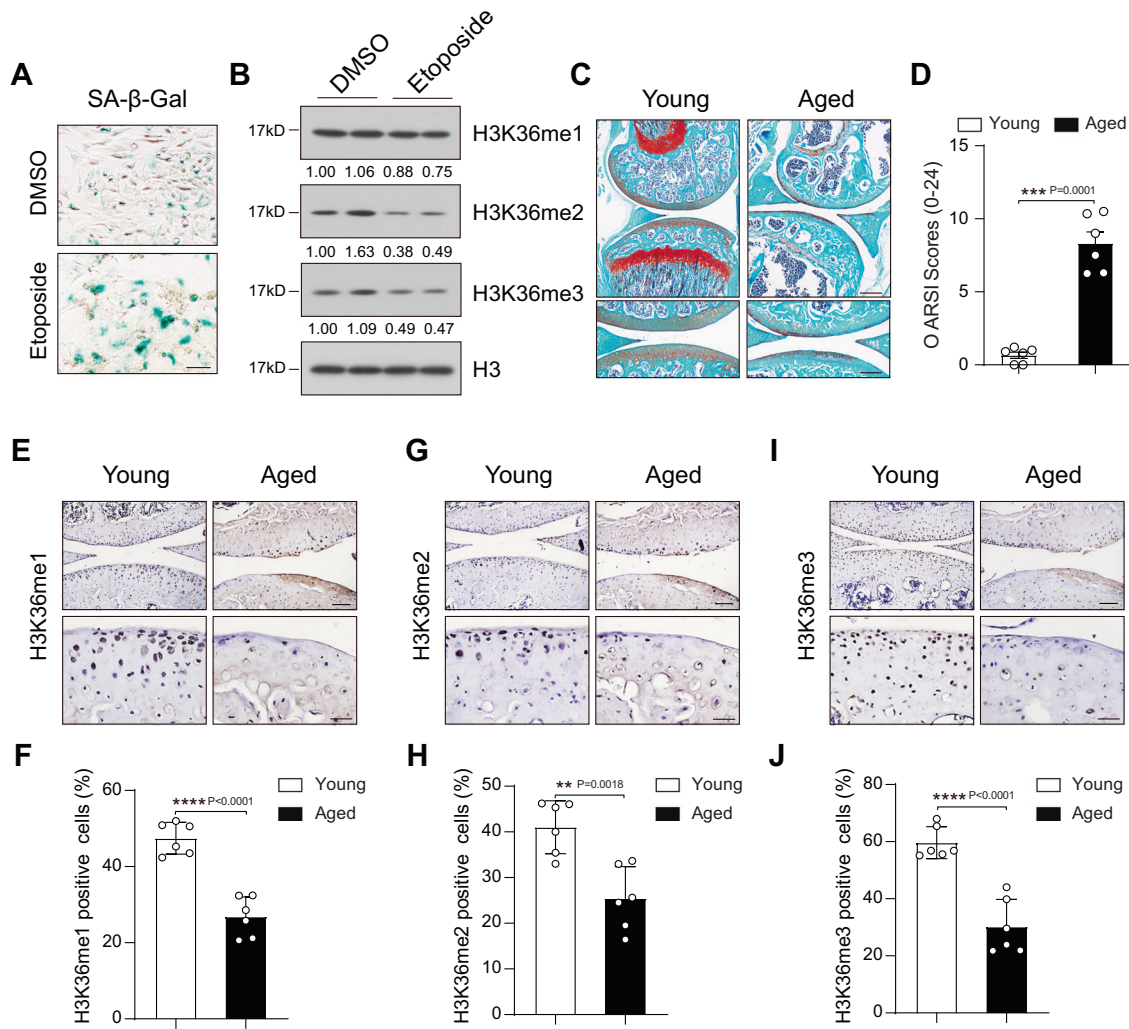 A
SA-β-Gal
DMSO
Etoposide
B
DMSO
Etoposide
17kD
H3K36me1
1.00 1.06 0.88 0.75
17kD
H3K36me2
1.00 1.63 0.38 0.49
17kD
H3K36me3
1.00 1.09 0.49 0.47
17kD
H3
C
Young
Aged
D
Young
Aged
O ARSI Scores (0-24)
15
10
5
0
*** P=0.0001
E
Young
Aged
H3K36me1
G
Young
Aged
H3K36me2
I
Young
Aged
H3K36me3
F
H3K36me1 positive cells (%)
60
40
20
0
**** P<0.0001
Young
Aged
H
H3K36me2 positive cells (%)
50
40
30
20
10
0
** P=0.0018
Young
Aged
J
H3K36me3 positive cells (%)
80
60
40
20
0
**** P<0.0001
Young
Aged